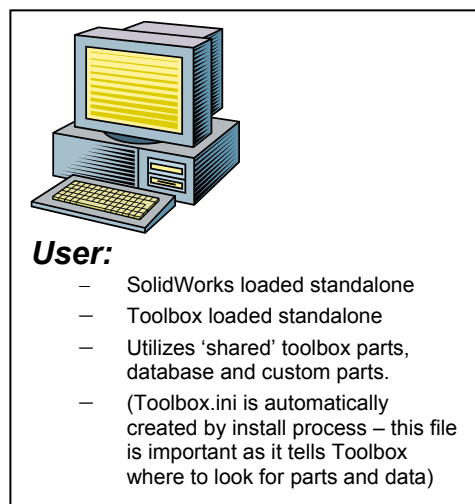 User:
– SolidWorks loaded standalone
– Toolbox loaded standalone
– Utilizes ‘shared’ toolbox parts,
database and custom parts.
– (Toolbox.ini is automatically
created by install process – this file
is important as it tells Toolbox
where to look for parts and data)